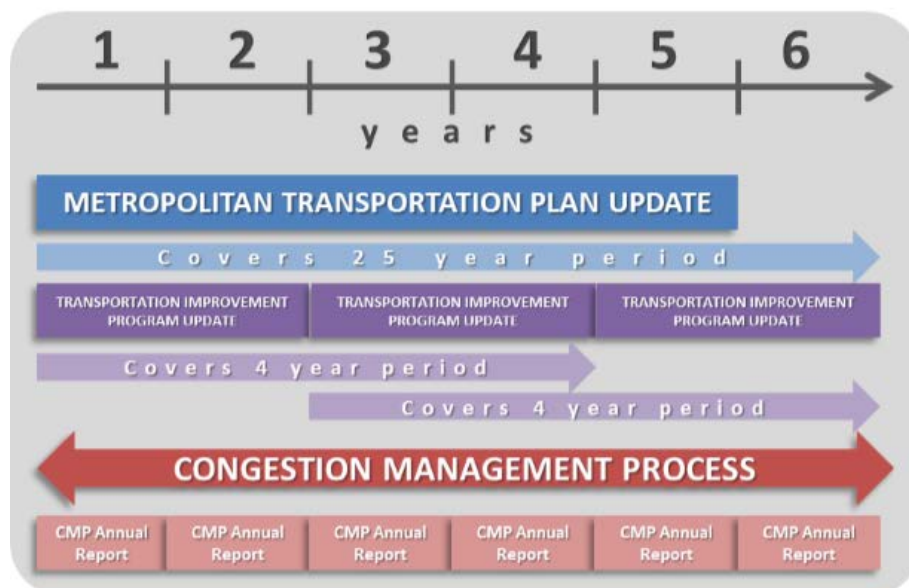 1 2 3 4 5 6
years
METROPOLITAN TRANSPORTATION PLAN UPDATE
Covers 25 year period
TRANSPORTATION IMPROVEMENT
PROGRAM UPDATE
TRANSPORTATION IMPROVEMENT
PROGRAM UPDATE
TRANSPORTATION IMPROVEMENT
PROGRAM UPDATE
Covers 4 year period
Covers 4 year period
CONGESTION MANAGEMENT PROCESS
CMP Annual
Report
CMP Annual
Report
CMP Annual
Report
CMP Annual
Report
CMP Annual
Report
CMP Annual
Report